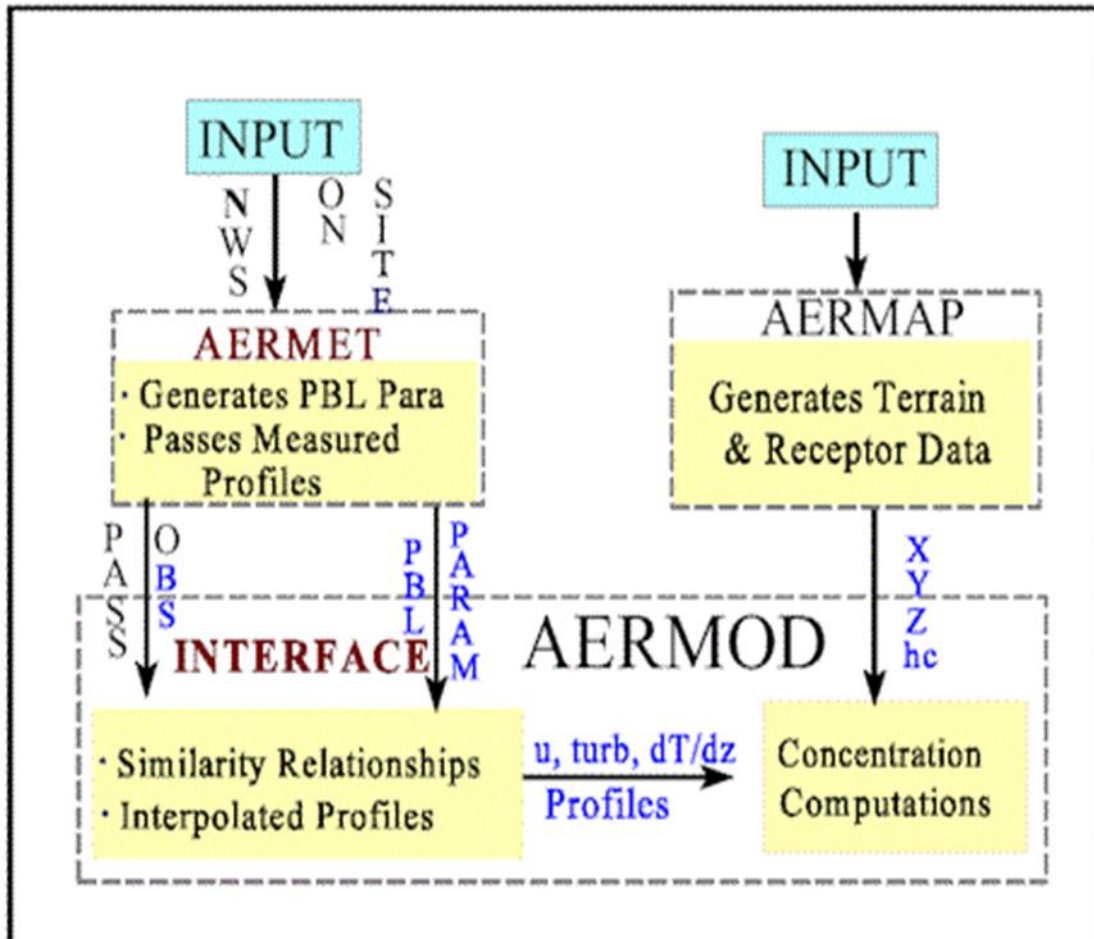 INPUT
NWS
ON
SITE
AERMET
· Generates PBL Para
· Passes Measured
Profiles
INPUT
AERMAP
Generates Terrain
& Receptor Data
PASS
OBS
PBL
PARAM
XYZ
hc
INTERFACE
AERMOD
· Similarity Relationships
· Interpolated Profiles
u, turb, dT/dz
Profiles
Concentration
Computations